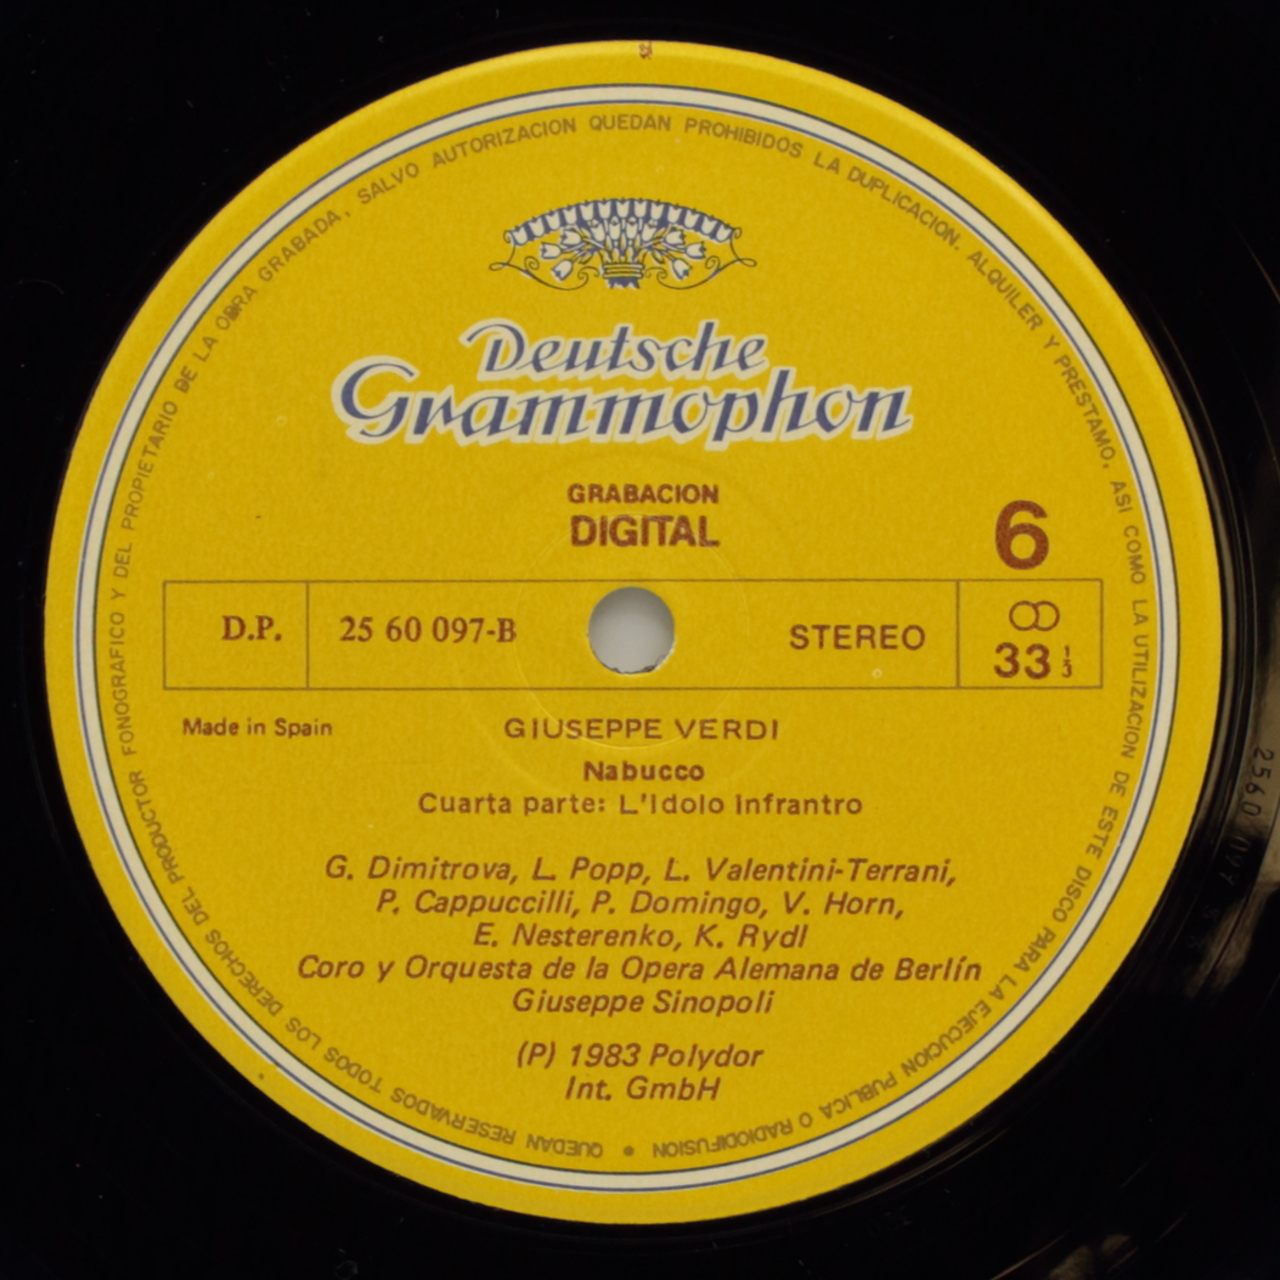 QUEDAN RESERVADOS TODOS LOS DERECHOS DEL PRODUCTOR FONOGRAFICO Y DEL PROPIETARIO DE LA OBRA GRABADA, SALVO AUTORIZACION QUEDAN PROHIBIDOS LA DUPLICACION, ALQUILER Y PRESTAMO, ASI COMO LA UTILIZACION DE ESTE DISCO PARA LA EJECUCION PUBLICA O RADIODIFUSION •
Deutsche
Grammophon
GRABACION
DIGITAL
6
D.P. 25 60 097-B STEREO 33 1/3
Made in Spain
GIUSEPPE VERDI
Nabucco
Cuarta parte: L'Idolo Infrantro
G. Dimitrova, L. Popp, L. Valentini-Terrani,
P. Cappuccilli, P. Domingo, V. Horn,
E. Nesterenko, K. Rydl
Coro y Orquesta de la Opera Alemana de Berlín
Giuseppe Sinopoli
(P) 1983 Polydor
Int. GmbH